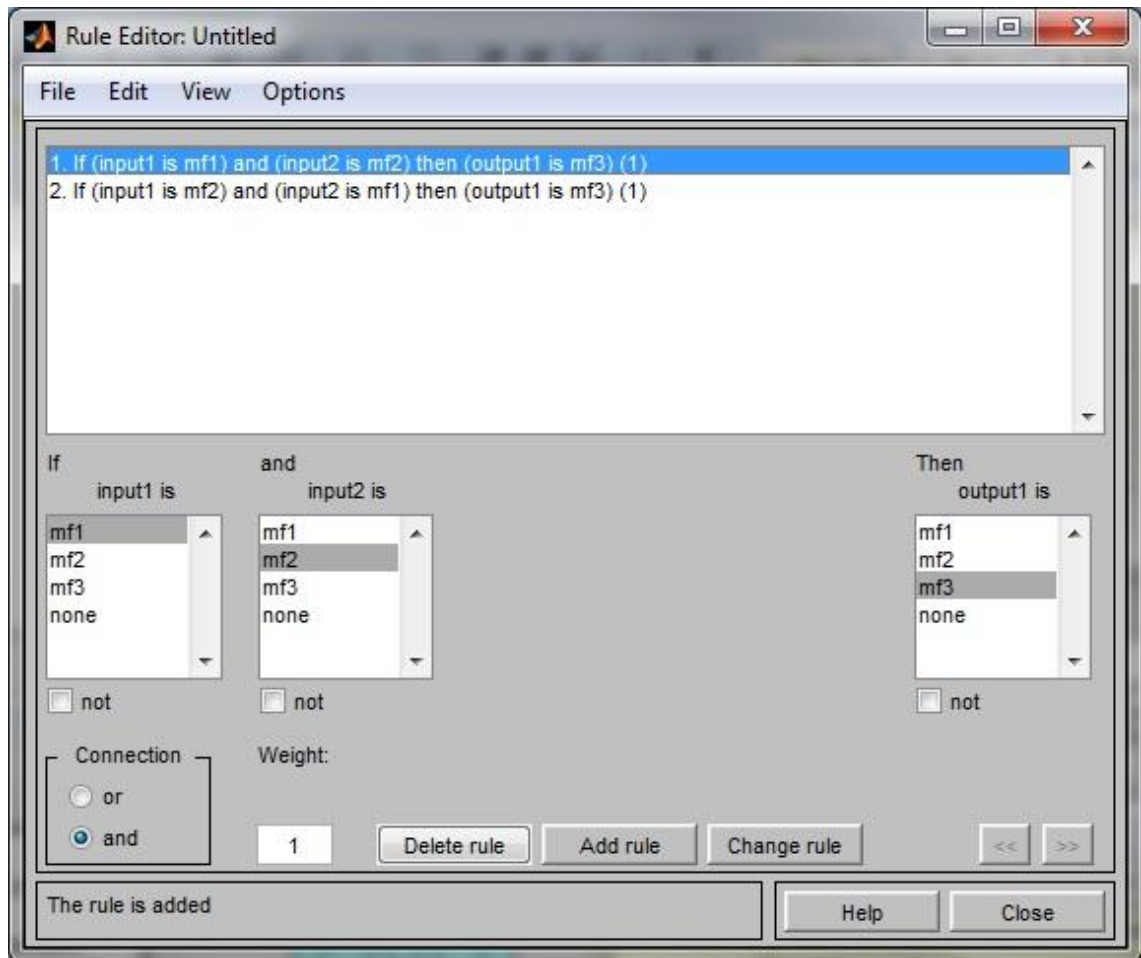 Rule Editor: Untitled
File Edit View Options
1. If (input1 is mf1) and (input2 is mf2) then (output1 is mf3) (1)
2. If (input1 is mf2) and (input2 is mf1) then (output1 is mf3) (1)
If and Then
input1 is input2 is output1 is
mf1 mf1 mf1
mf2 mf2 mf2
mf3 mf3 mf3
none none none
not not not
Connection Weight:
or
and 1 Delete rule Add rule Change rule << >>
The rule is added Help Close